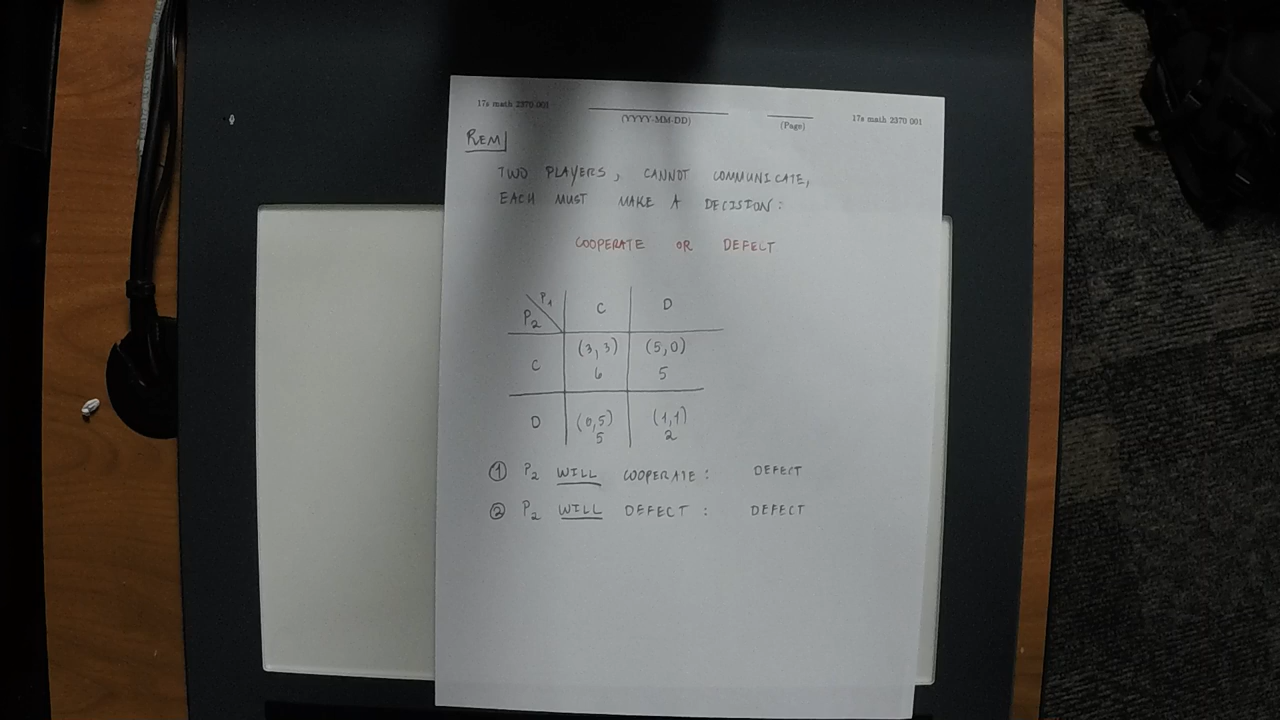 17s math 2370 001
(YYYY-MM-DD)
(Page)
17s math 2370 001
REM
TWO PLAYERS, CANNOT COMMUNICATE,
EACH MUST MAKE A DECISION:
COOPERATE OR DEFECT
P1 C D
P2
C (3,3) (5,0)
6 5
D (0,5) (1,1)
5 2
① P2 WILL COOPERATE: DEFECT
② P2 WILL DEFECT: DEFECT